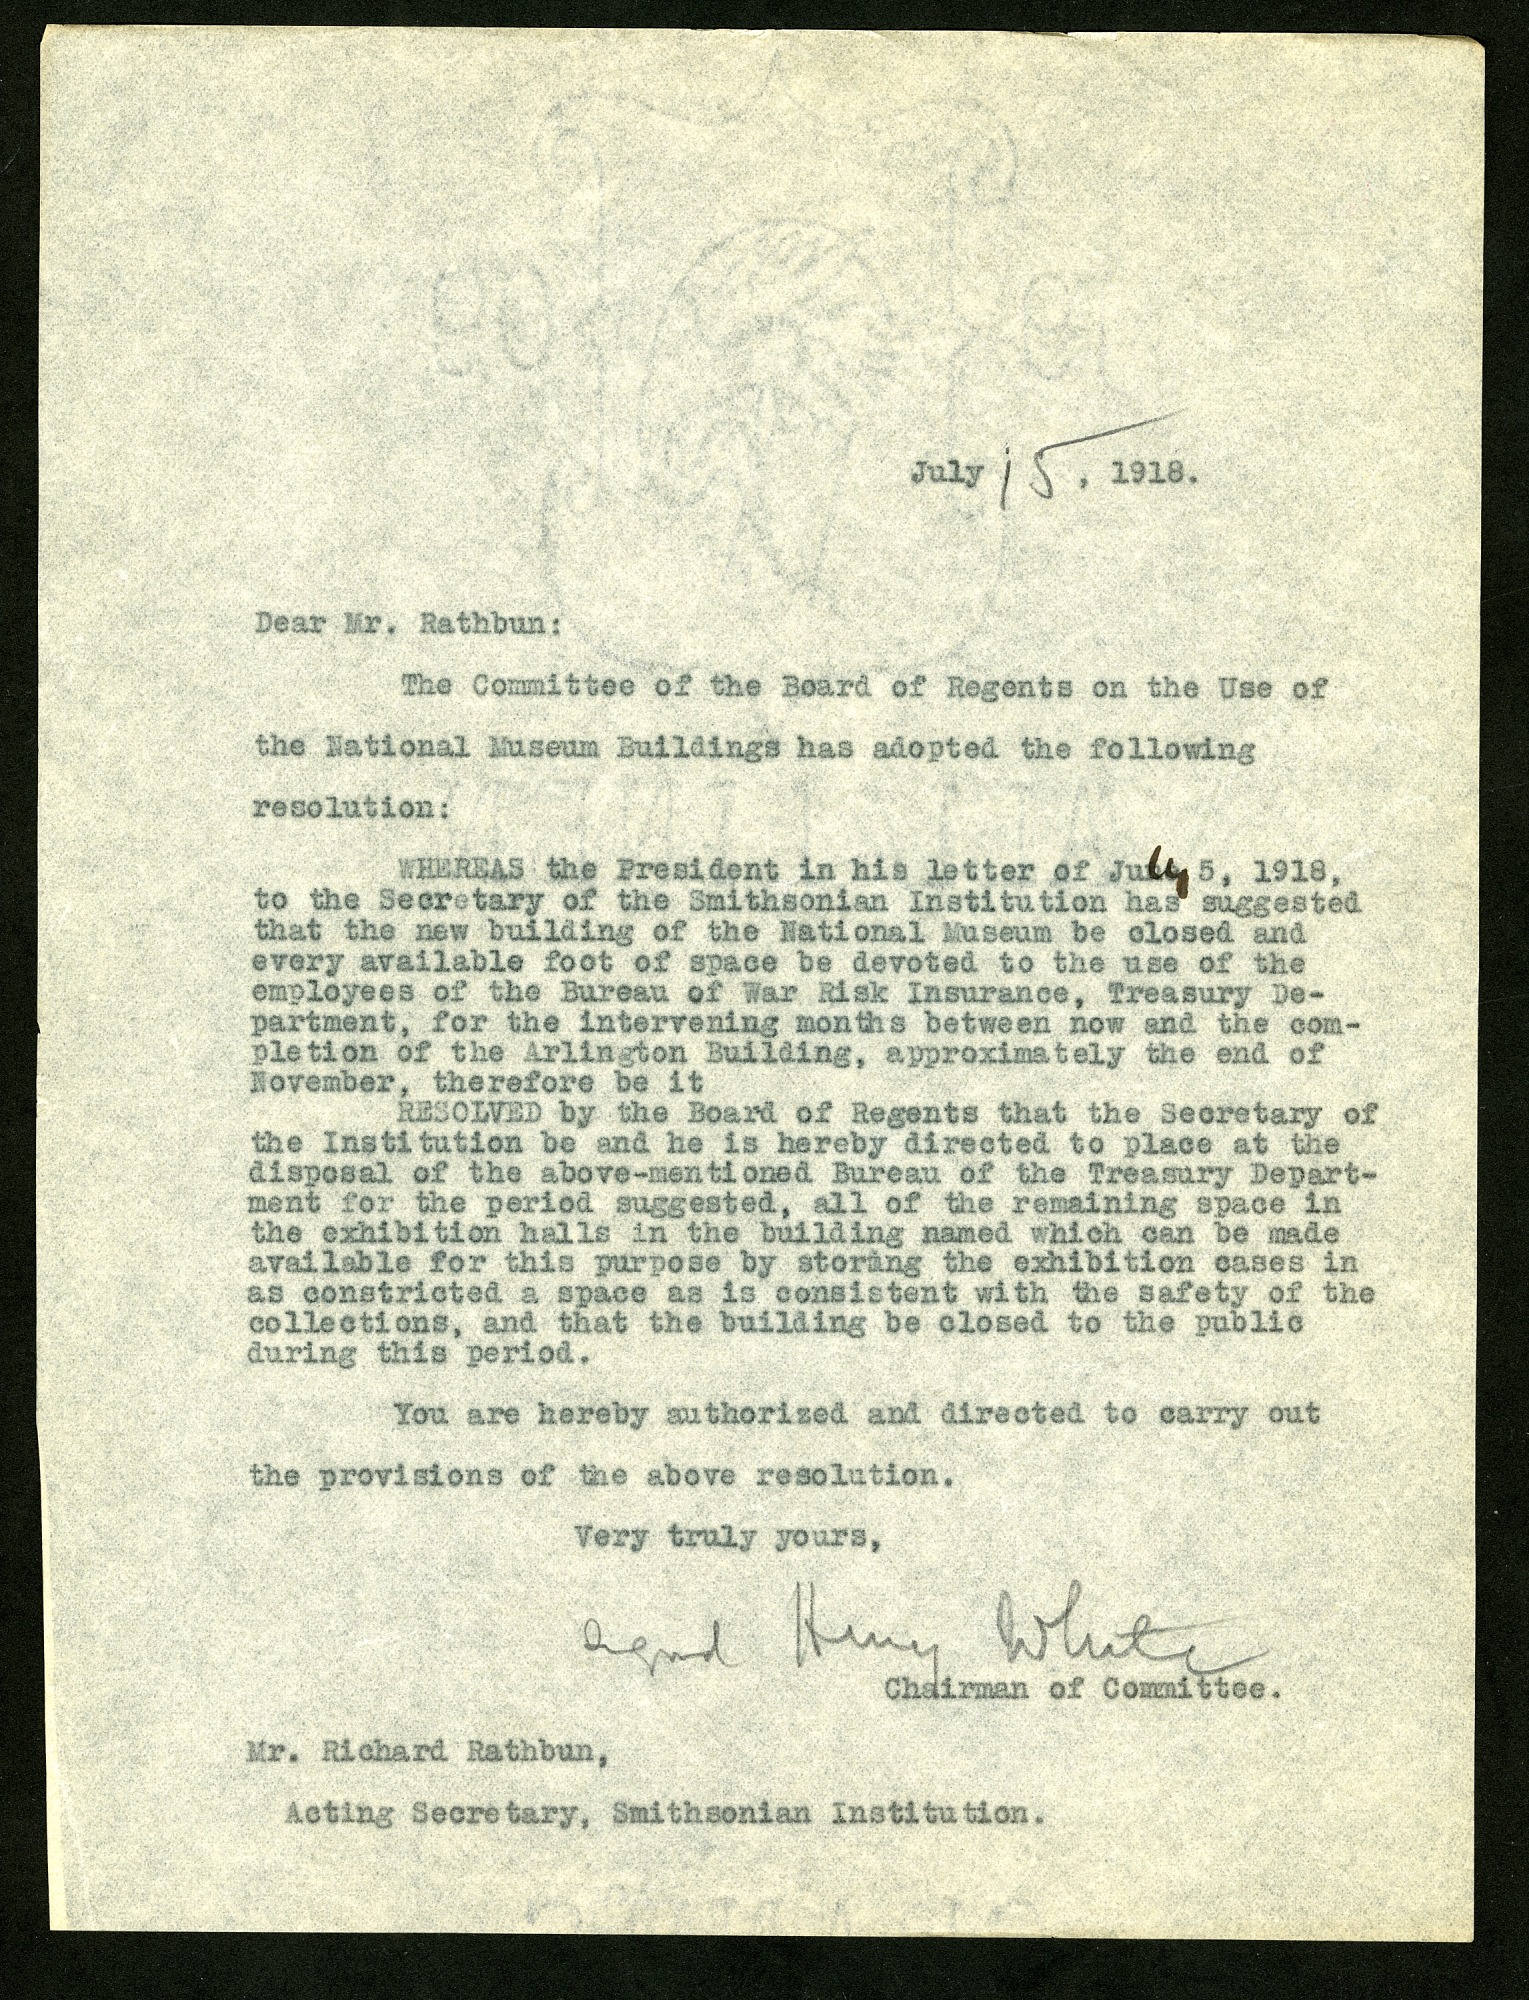 July 15, 1918.
Dear Mr. Rathbun:
The Committee of the Board of Regents on the Use of
the National Museum Buildings has adopted the following
resolution:
WHEREAS the President in his letter of July 5, 1918,
to the Secretary of the Smithsonian Institution has suggested
that the new building of the National Museum be closed and
every available foot of space be devoted to the use of the
employees of the Bureau of War Risk Insurance, Treasury De-
partment, for the intervening months between now and the com-
pletion of the Arlington Building, approximately the end of
November, therefore be it
RESOLVED by the Board of Regents that the Secretary of
the Institution be and he is hereby directed to place at the
disposal of the above-mentioned Bureau of the Treasury Depart-
ment for the period suggested, all of the remaining space in
the exhibition halls in the building named which can be made
available for this purpose by storing the exhibition cases in
as constricted a space as is consistent with the safety of the
collections, and that the building be closed to the public
during this period.
You are hereby authorized and directed to carry out
the provisions of the above resolution.
Very truly yours,
signed Henry White
Chairman of Committee.
Mr. Richard Rathbun,
Acting Secretary, Smithsonian Institution.